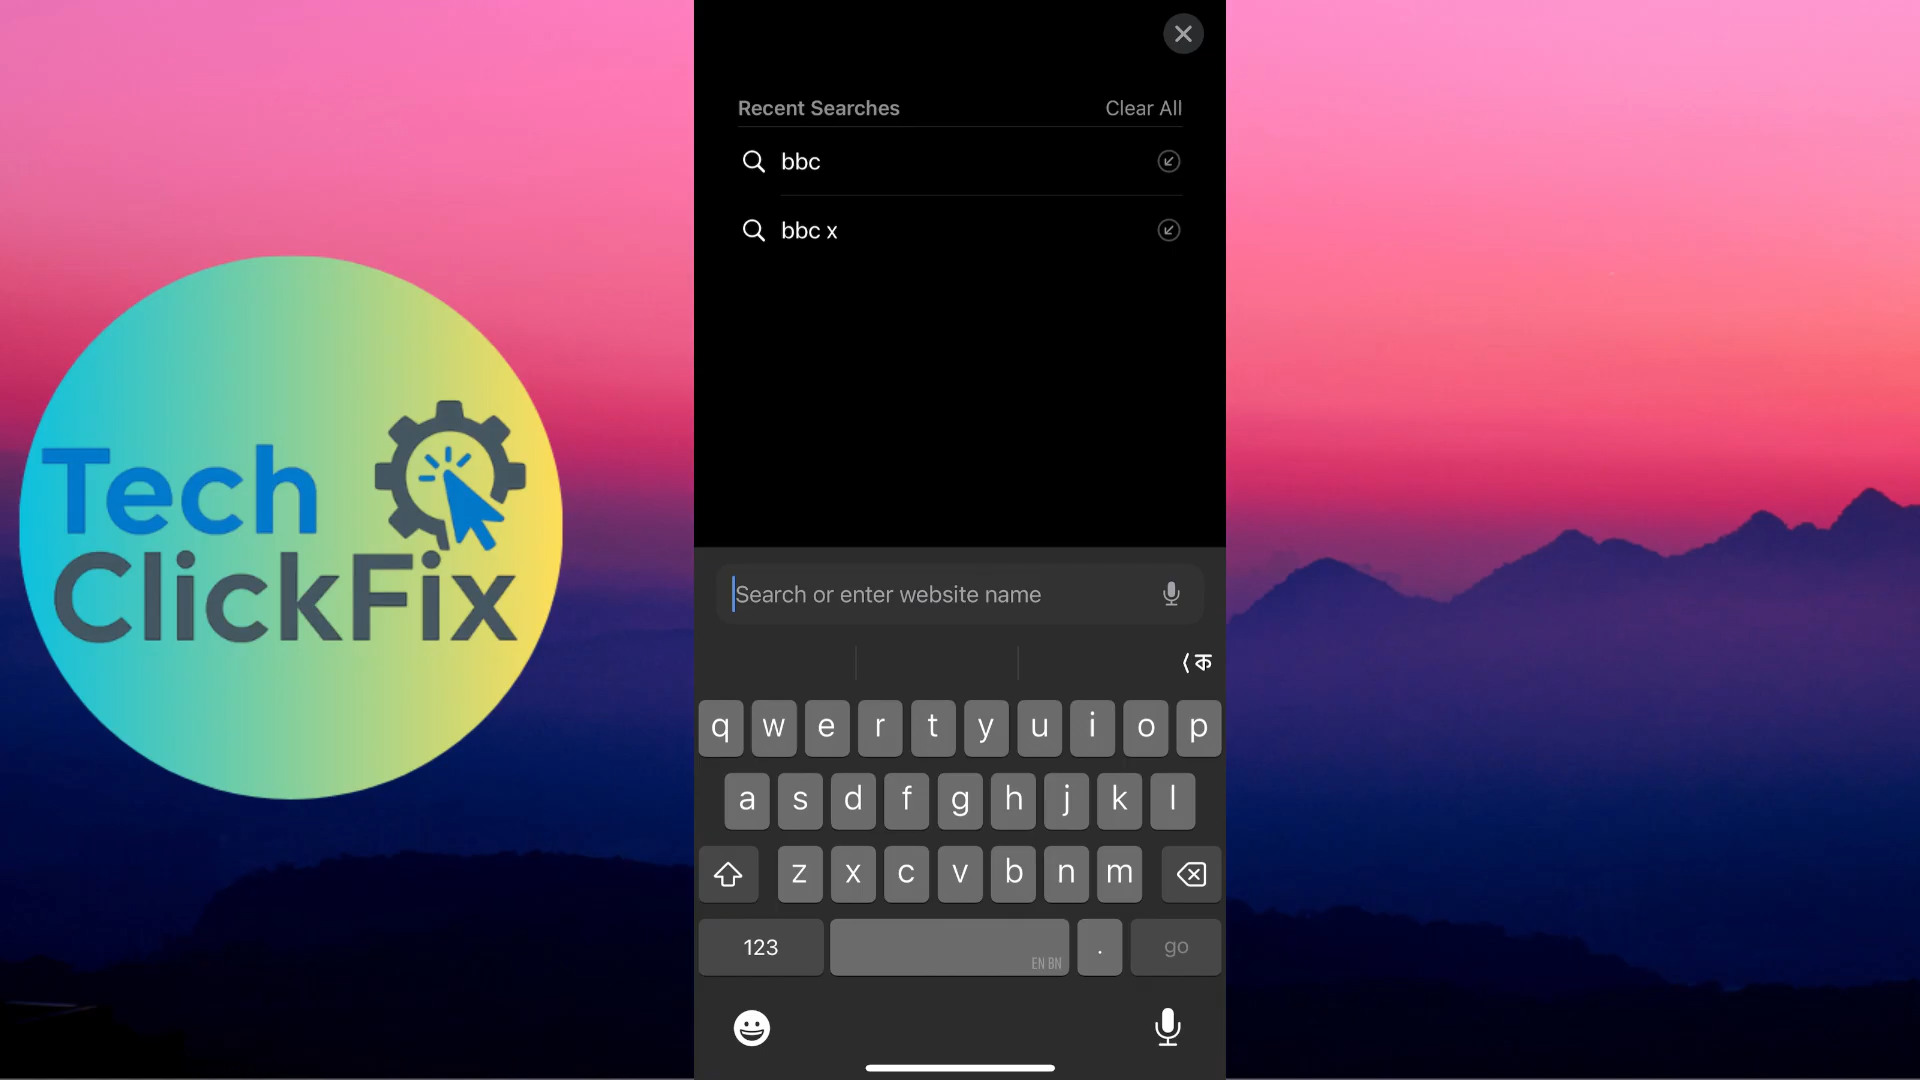 Tech
ClickFix
Recent Searches
Clear All
bbc
bbc x
Search or enter website name
⟨ ক
q w e r t y u i o p
a s d f g h j k l
z x c v b n m
123
EN BN
.
go